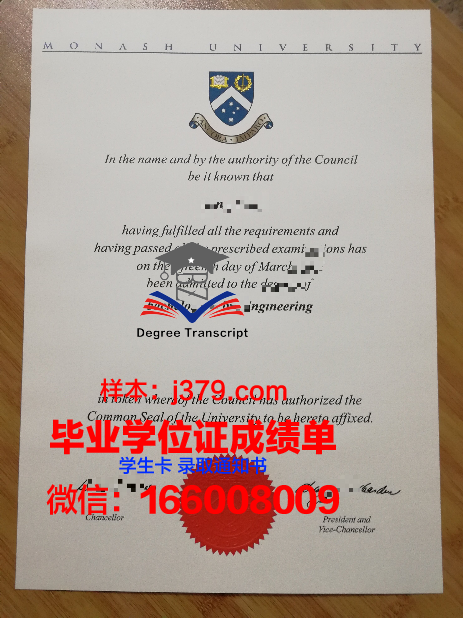 MONASH UNIVERSITY
ANCORA IMPARO
In the name and by the authority of the Council
be it known that
having fulfilled all the requirements and
having passed prescribed has
on the day of March
been admitted to the of
Engineering
Degree Transcript
in token whereof the Council has authorized the
样本：j379.com
Common Seal of the University to be hereto affixed.
毕业学位证成绩单
学生卡 录取通知书
微信：166008009
Chancellor
President and
Vice-Chancellor